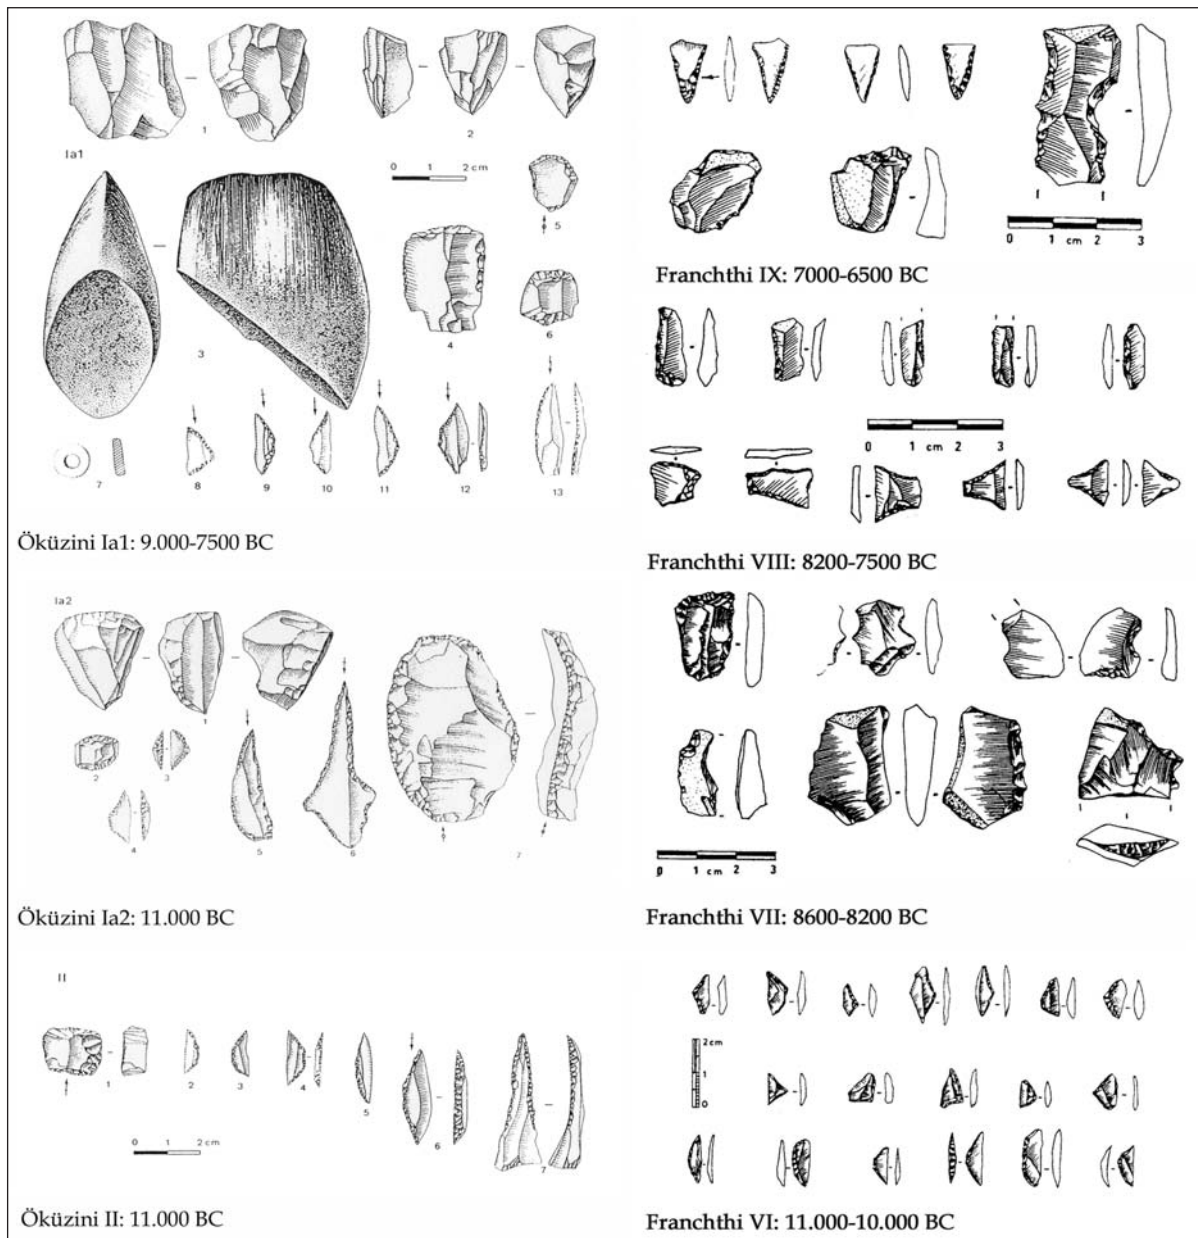 Ia1
1
2
0 1 2 cm
3
4
5
6
7
8
9
10
11
12
13
Öküzini Ia1: 9.000-7500 BC
Ia2
1
2
3
4
5
6
7
Öküzini Ia2: 11.000 BC
II
1
2
3
4
5
6
7
0 1 2 cm
Öküzini II: 11.000 BC
0 1 cm 2 3
Franchthi IX: 7000-6500 BC
0 1 cm 2 3
Franchthi VIII: 8200-7500 BC
0 1 cm 2 3
Franchthi VII: 8600-8200 BC
2cm
1
0
Franchthi VI: 11.000-10.000 BC